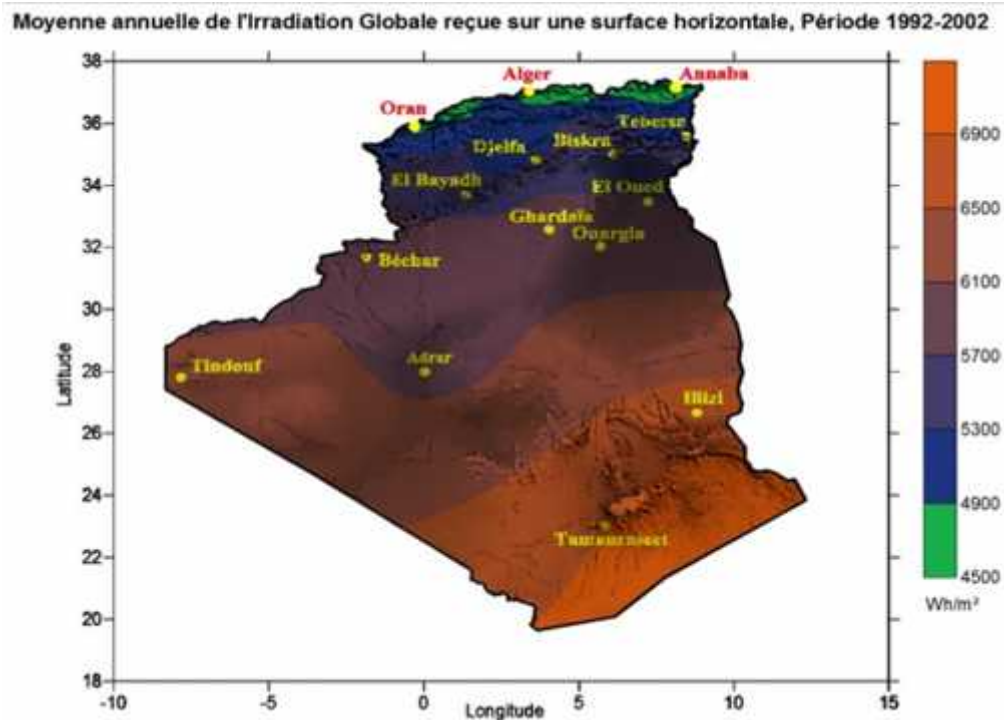 Moyenne annuelle de l'Irradiation Globale reçue sur une surface horizontale, Période 1992-2002
38
36
34
32
30
28
26
24
22
20
18
Latitude
-10
-5
0
5
10
15
Longitude
Alger
Annaba
Oran
Tebessa
Djelfa
Biskra
El Bayadh
El Oued
Ghardaïa
Ouargla
Béchar
Adrar
Tindouf
Illizi
Tamanrasset
6900
6500
6100
5700
5300
4900
4500
Wh/m²